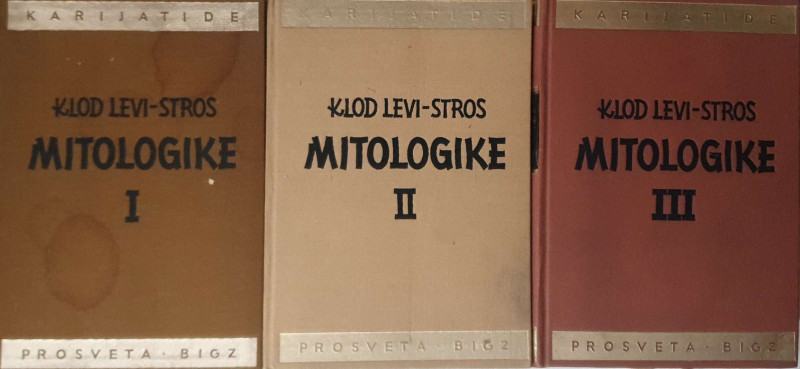 KARIJATIDE
KLOD LEVI-STROS
MITOLOGIKE
I
PROSVETA · BIGZ
KARIJATIDE
KLOD LEVI-STROS
MITOLOGIKE
II
PROSVETA · BIGZ
KARIJATIDE
KLOD LEVI-STROS
MITOLOGIKE
III
PROSVETA · BIGZ